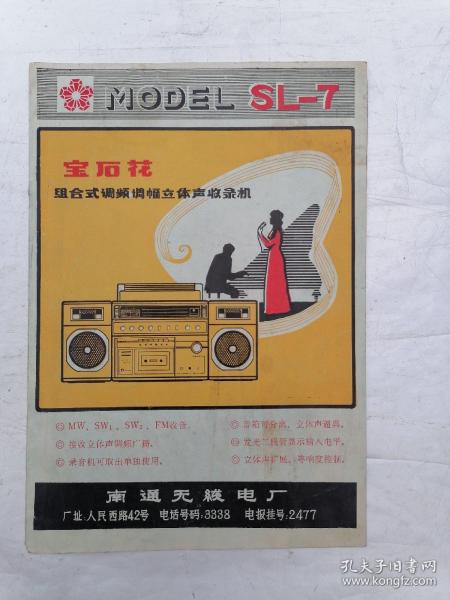 MODEL SL-7
宝石花
组合式调频调幅立体声收录机
◎ MW、SW₁、SW₂、FM收音。
◎ 接收立体声调频广播。
◎ 录音机可取出单独使用。
◎ 音箱可分离，立体声逼真。
◎ 发光二极管显示输入电平。
◎ 立体声扩展、等响度控制。
南通无线电厂
厂址:人民西路42号 电话号码:3338 电报挂号:2477
孔夫子旧书网
www.kongfz.com